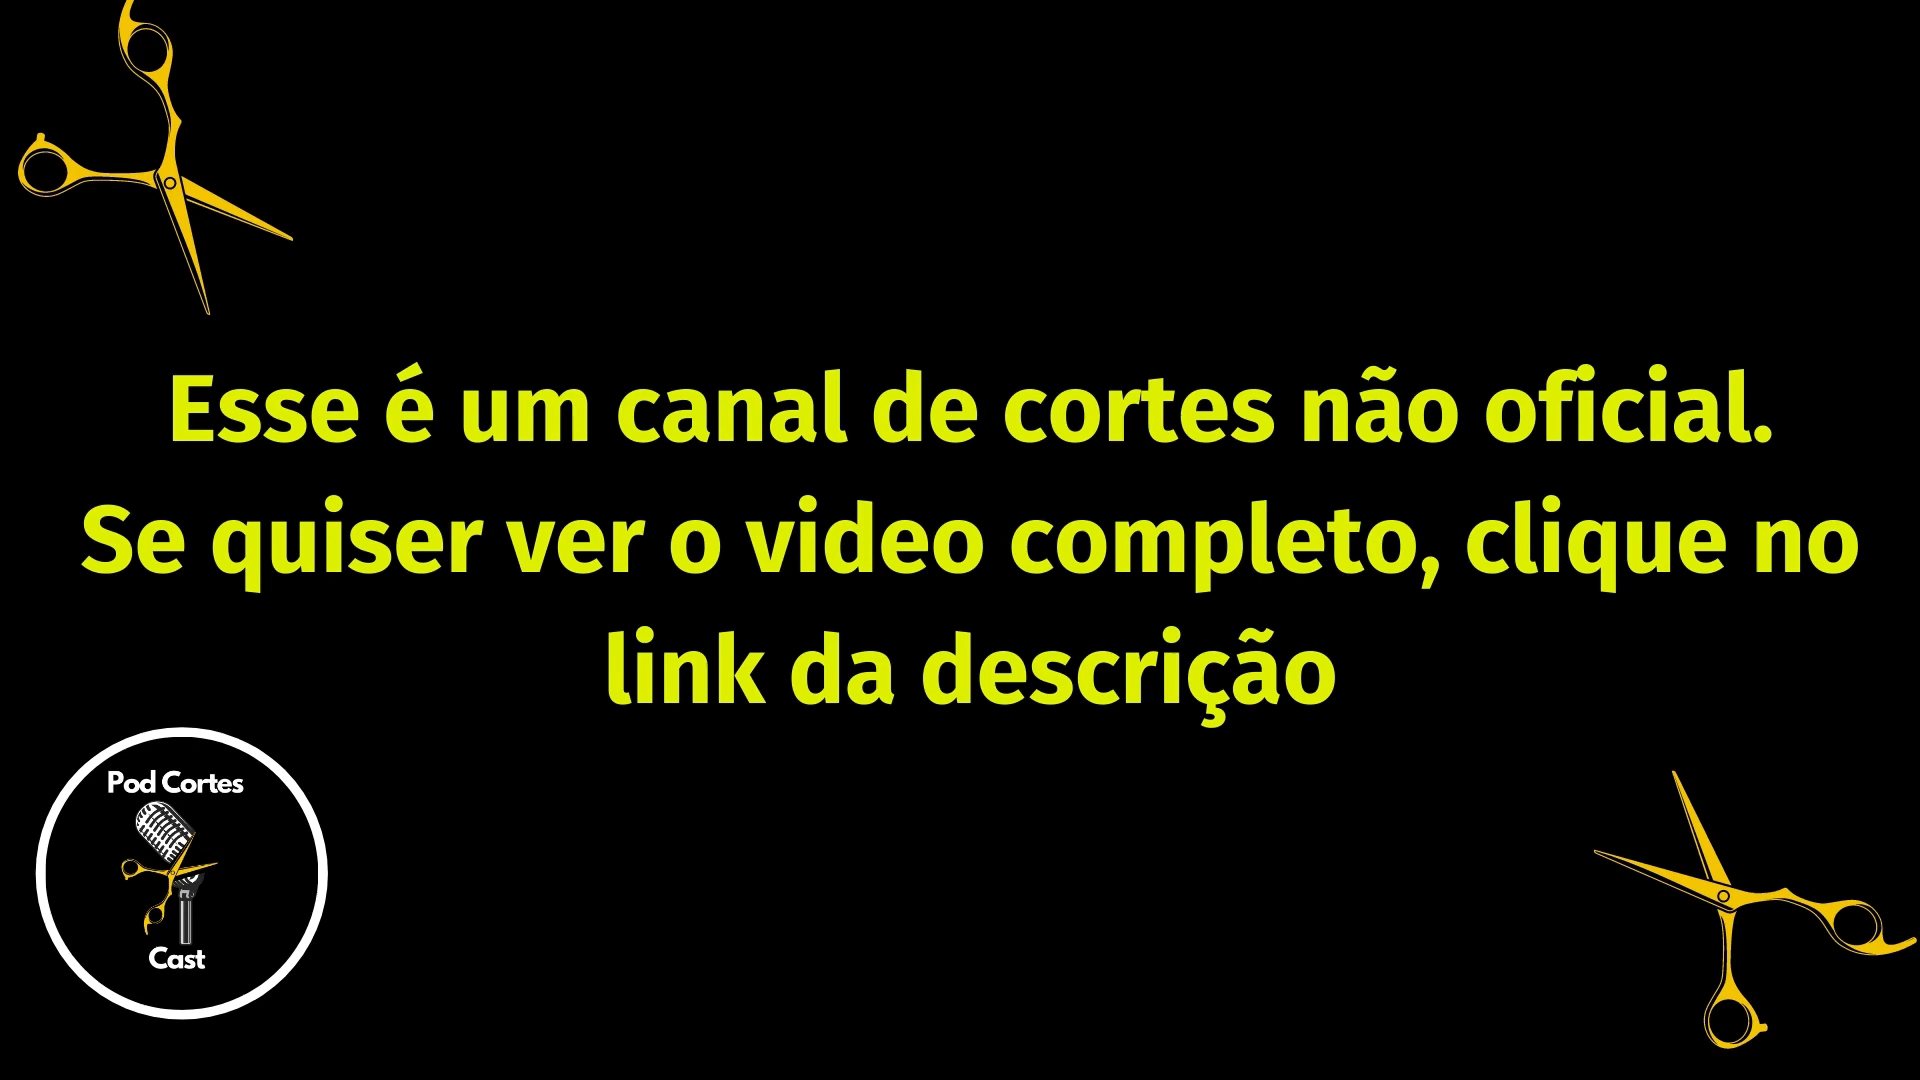 Esse é um canal de cortes não oficial.
Se quiser ver o video completo, clique no
link da descrição
Pod Cortes
Cast